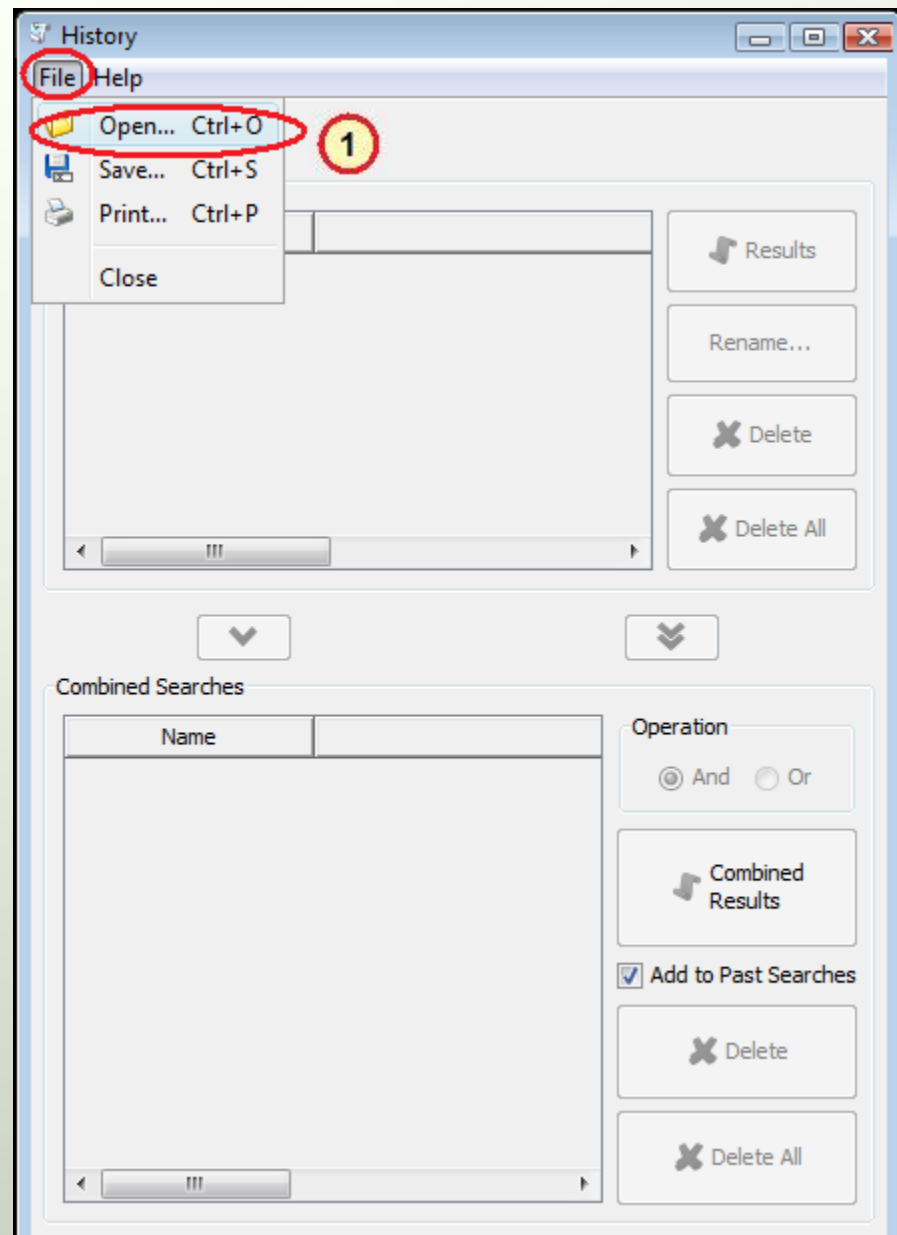 History
File Help
Open... Ctrl+O
1
Save... Ctrl+S
Print... Ctrl+P
Close
Results
Rename...
Delete
Delete All
Combined Searches
Name
Operation
And Or
Combined
Results
Add to Past Searches
Delete
Delete All